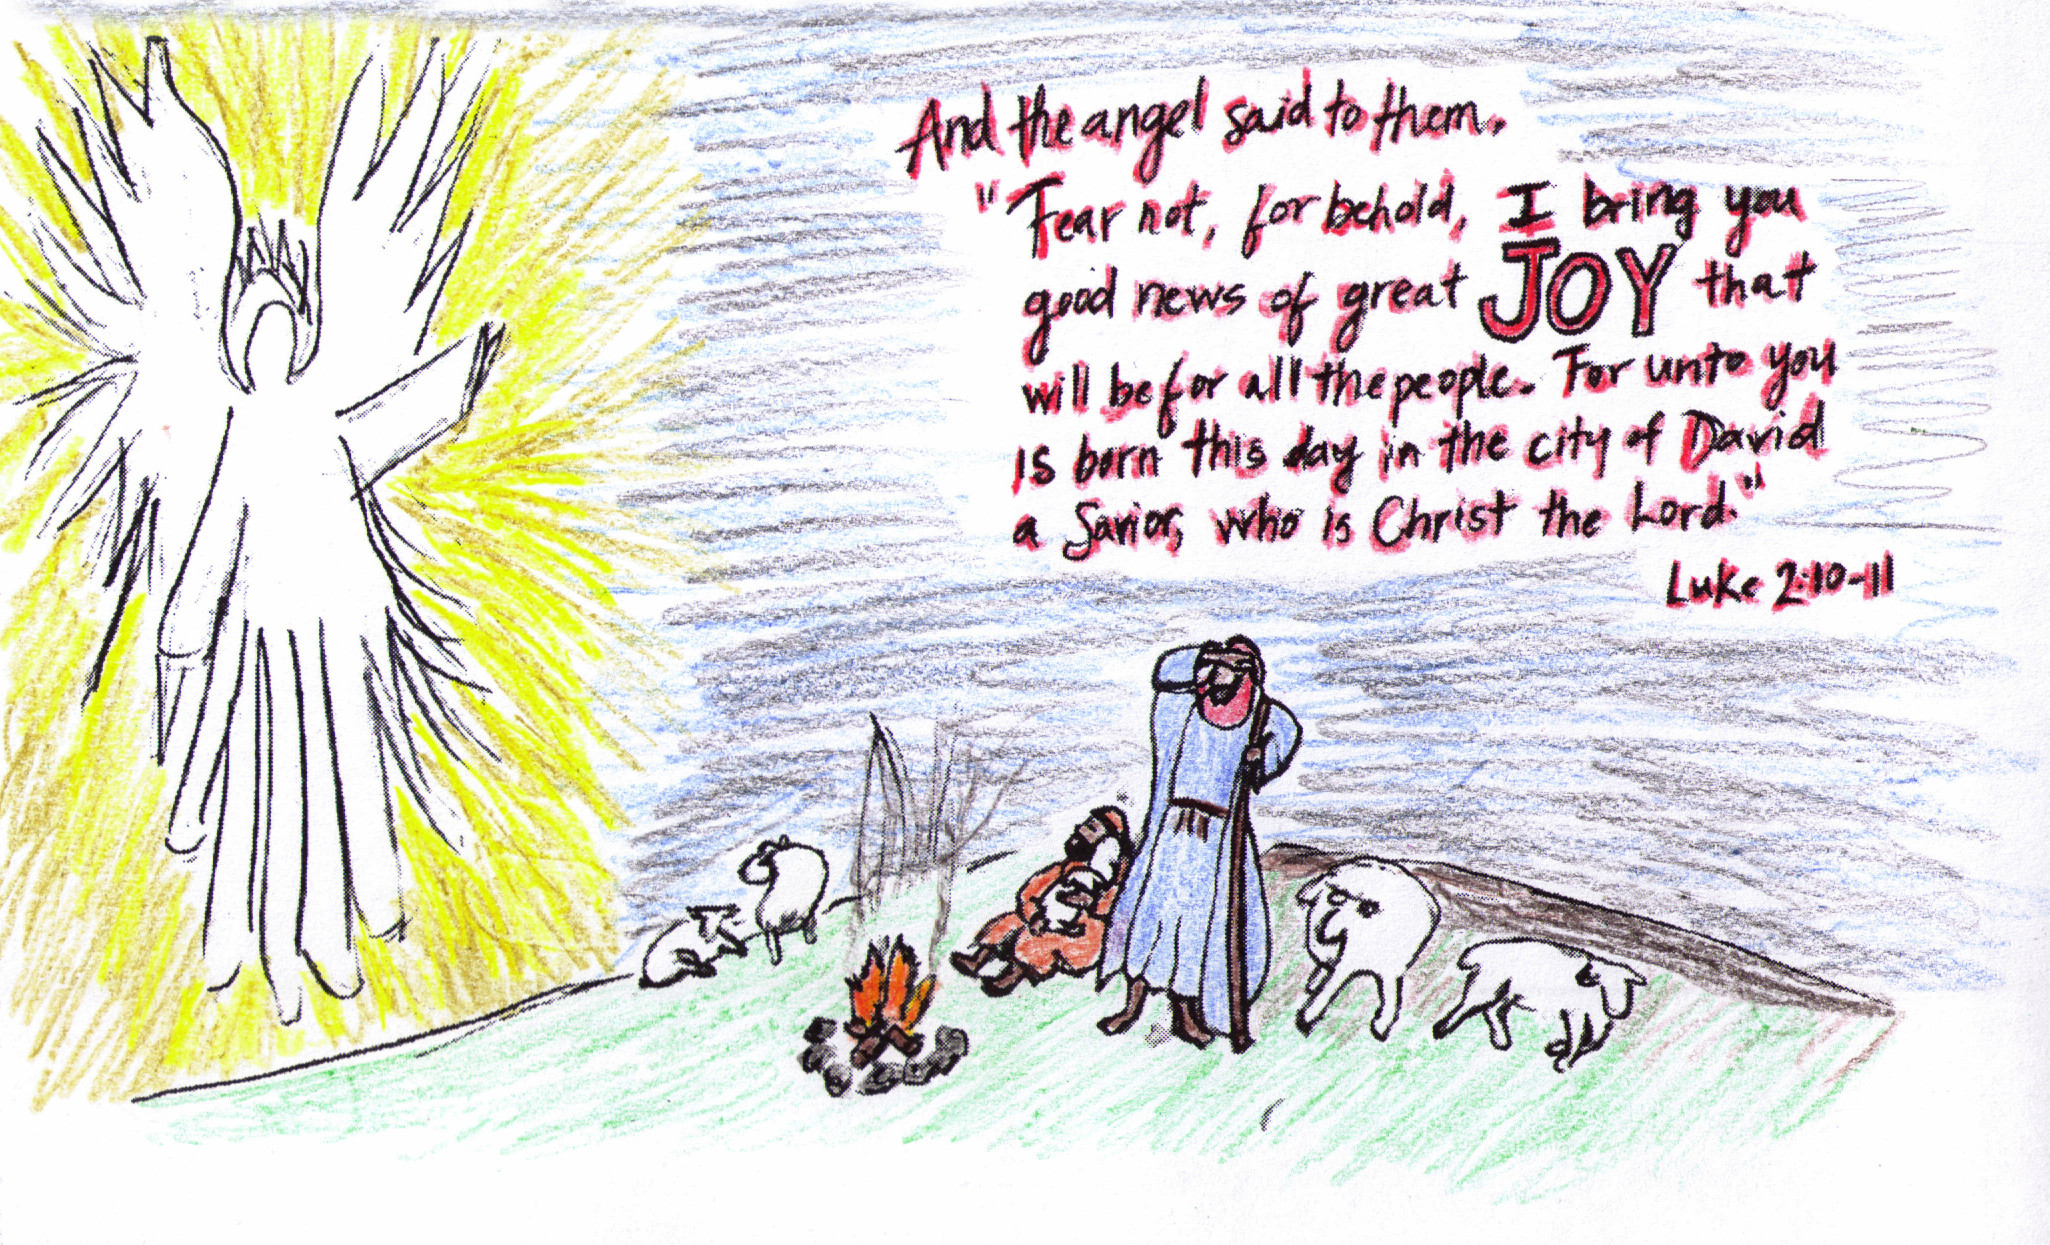 And the angel said to them.
"Fear not, for behold, I bring you
good news of great JOY that
will be for all the people. For unto you
is born this day in the city of David
a Savior, who is Christ the Lord."
Luke 2:10-11